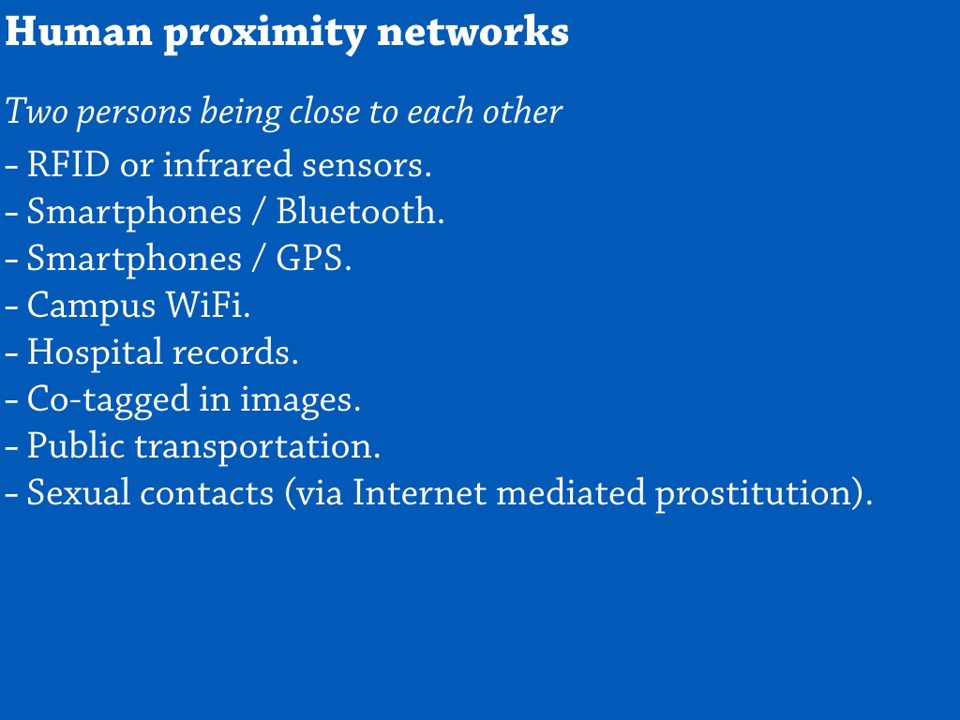 Human proximity networks
Two persons being close to each other
– RFID or infrared sensors.
– Smartphones / Bluetooth.
– Smartphones / GPS.
– Campus WiFi.
– Hospital records.
– Co-tagged in images.
– Public transportation.
– Sexual contacts (via Internet mediated prostitution).